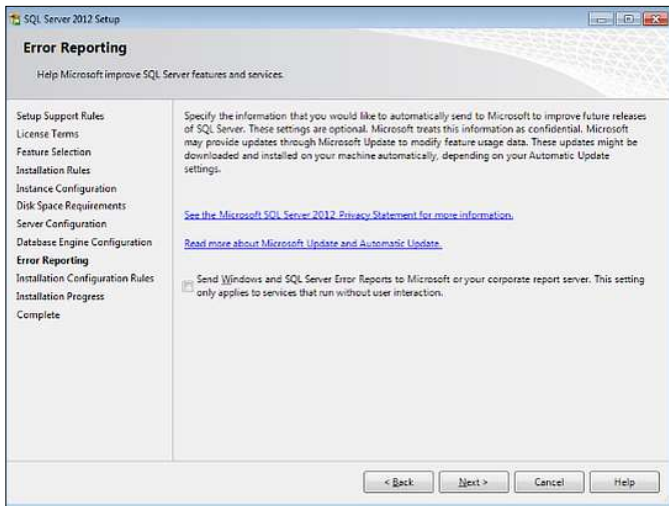 SQL Server 2012 Setup
Error Reporting
Help Microsoft improve SQL Server features and services.
Setup Support Rules
License Terms
Feature Selection
Installation Rules
Instance Configuration
Disk Space Requirements
Server Configuration
Database Engine Configuration
Error Reporting
Installation Configuration Rules
Installation Progress
Complete
Specify the information that you would like to automatically send to Microsoft to improve future releases
of SQL Server. These settings are optional. Microsoft treats this information as confidential. Microsoft
may provide updates through Microsoft Update to modify feature usage data. These updates might be
downloaded and installed on your machine automatically, depending on your Automatic Update
settings.
See the Microsoft SQL Server 2012 Privacy Statement for more information.
Read more about Microsoft Update and Automatic Update.
Send Windows and SQL Server Error Reports to Microsoft or your corporate report server. This setting
only applies to services that run without user interaction.
< Back
Next >
Cancel
Help